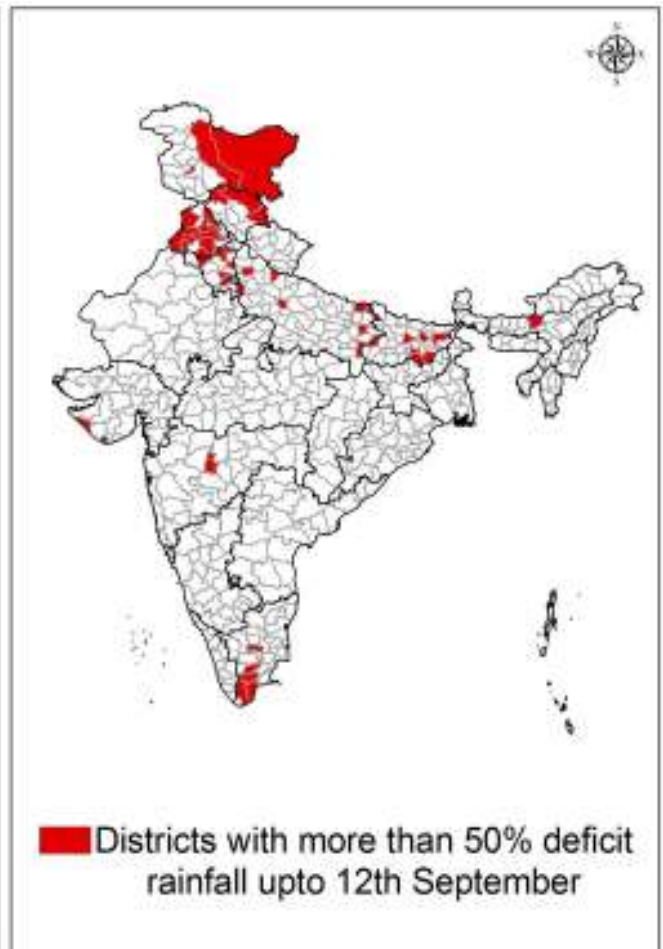 N
Districts with more than 50% deficit
rainfall upto 12th September